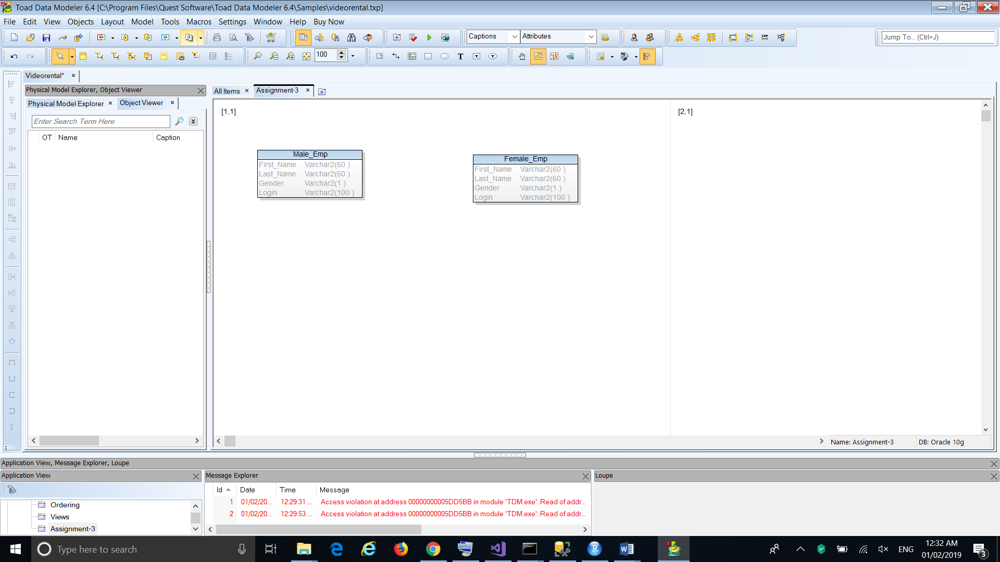 Toad Data Modeler 6.4 [C:\Program Files\Quest Software\Toad Data Modeler 6.4\Samples\videorental.txp]
File Edit View Objects Layout Model Tools Macros Settings Window Help Buy Now
Captions Attributes Jump To... (Ctrl+J)
100
Videorental*
Physical Model Explorer, Object Viewer
Physical Model Explorer Object Viewer
Enter Search Term Here
OT Name Caption
All Items Assignment-3
[1,1] [2,1]
Male_Emp
First_Name Varchar2(60 )
Last_Name Varchar2(60 )
Gender Varchar2(1 )
Login Varchar2(100 )
Female_Emp
First_Name Varchar2(60 )
Last_Name Varchar2(60 )
Gender Varchar2(1 )
Login Varchar2(100 )
Name: Assignment-3 DB: Oracle 10g
Application View, Message Explorer, Loupe
Application View
Ordering
Views
Assignment-3
Message Explorer
Id Date Time Message
1 01/02/20... 12:29:31 ... Access violation at address 00000000005DD5BB in module 'TDM.exe'. Read of addr...
2 01/02/20... 12:29:53 ... Access violation at address 00000000005DD5BB in module 'TDM.exe'. Read of addr...
Loupe
Type here to search
ENG
12:32 AM
01/02/2019
3